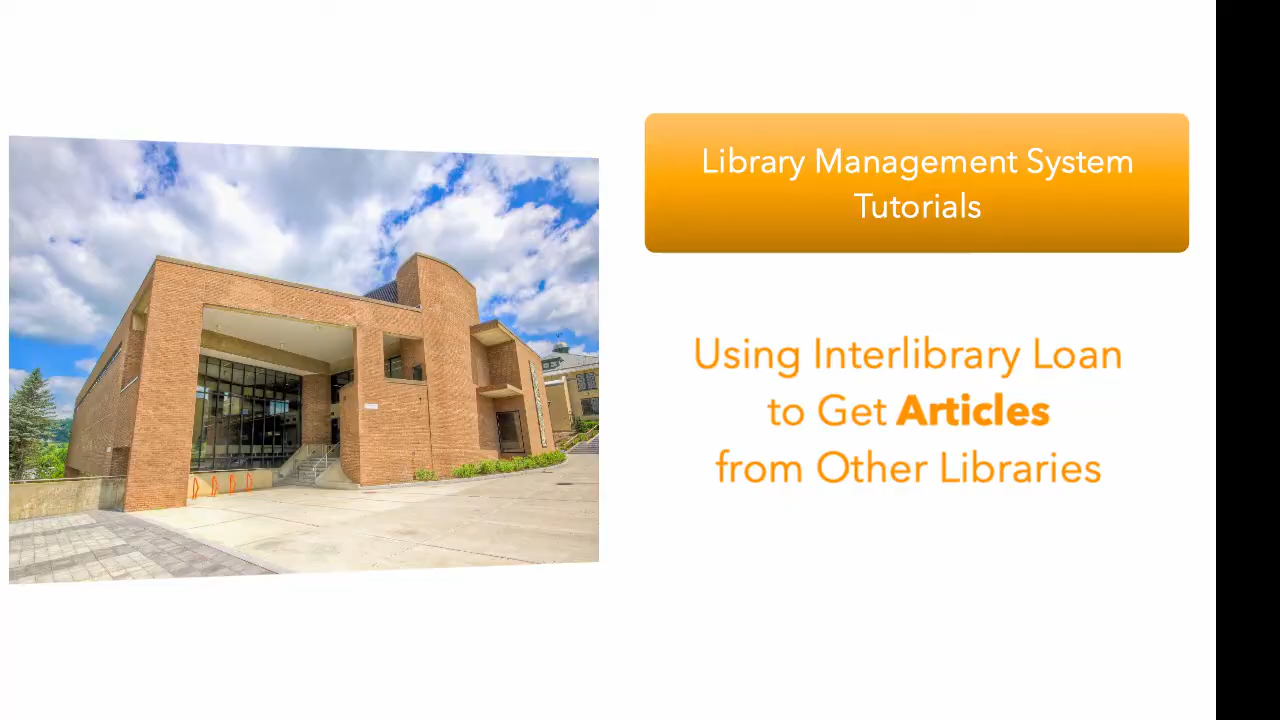 Library Management System
Tutorials
Using Interlibrary Loan
to Get Articles
from Other Libraries